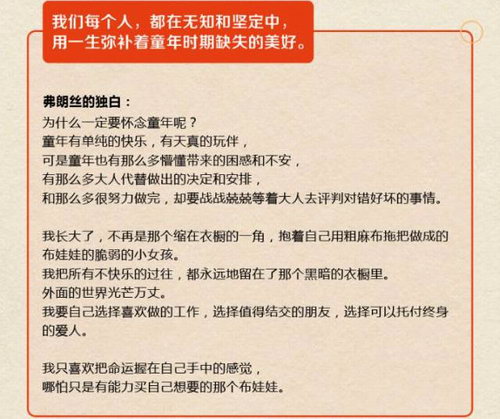 我们每个人，都在无知和坚定中，
用一生弥补着童年时期缺失的美好。
弗朗丝的独白：
为什么一定要怀念童年呢？
童年有单纯的快乐，有天真的玩伴，
可是童年也有那么多懵懂带来的困惑和不安，
有那么多大人代替做出的决定和安排，
和那么多很努力做完，却要战战兢兢等着大人去评判对错好坏的事情。
我长大了，不再是那个缩在衣橱的一角，抱着自己用粗麻布拖把做成的
布娃娃的脆弱的小女孩。
我把所有不快乐的过往，都永远地留在了那个黑暗的衣橱里。
外面的世界光芒万丈。
我要自己选择喜欢做的工作，选择值得结交的朋友，选择可以托付终身
的爱人。
我只喜欢把命运握在自己手中的感觉，
哪怕只是有能力买自己想要的那个布娃娃。